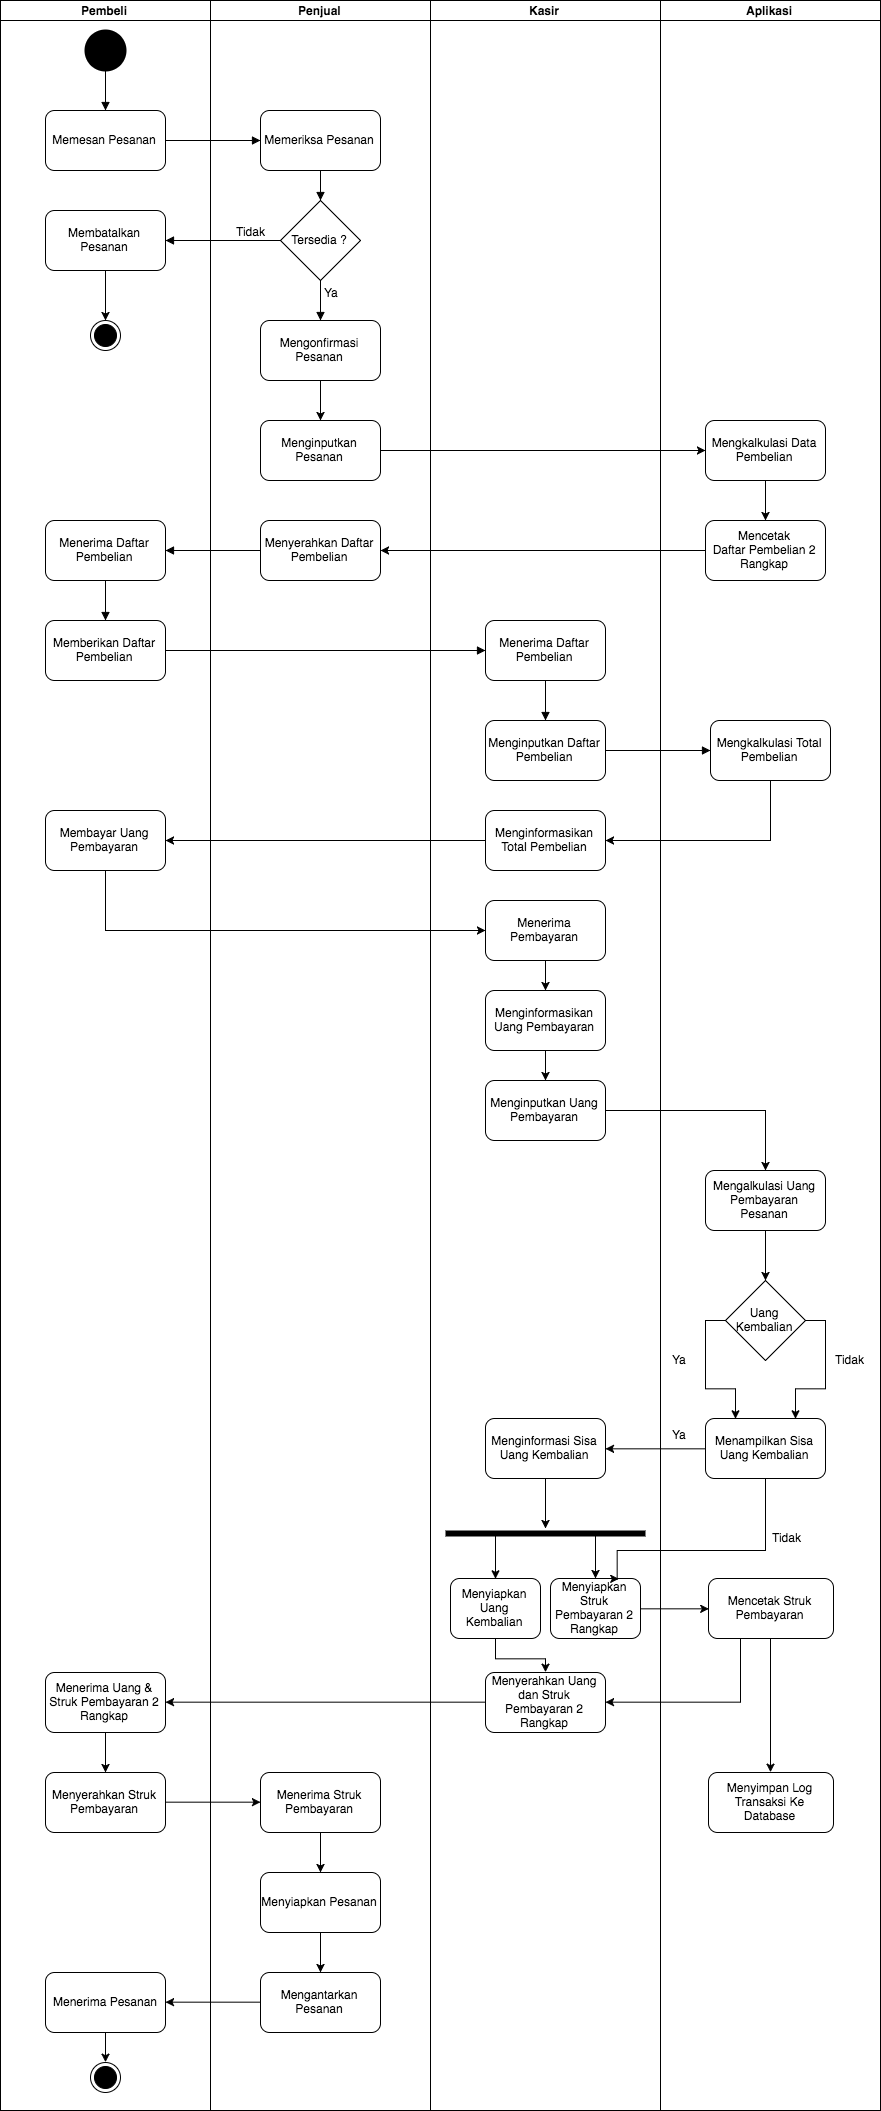 Pembeli
Penjual
Kasir
Aplikasi
Memesan Pesanan
Memeriksa Pesanan
Membatalkan
Pesanan
Tidak
Tersedia ?
Ya
Mengonfirmasi
Pesanan
Menginputkan
Pesanan
Mengkalkulasi Data
Pembelian
Menerima Daftar
Pembelian
Menyerahkan Daftar
Pembelian
Mencetak
Daftar Pembelian 2
Rangkap
Memberikan Daftar
Pembelian
Menerima Daftar
Pembelian
Menginputkan Daftar
Pembelian
Mengkalkulasi Total
Pembelian
Membayar Uang
Pembayaran
Menginformasikan
Total Pembelian
Menerima
Pembayaran
Menginformasikan
Uang Pembayaran
Menginputkan Uang
Pembayaran
Mengalkulasi Uang
Pembayaran
Pesanan
Uang
Kembalian
Ya
Tidak
Menginformasi Sisa
Uang Kembalian
Ya
Menampilkan Sisa
Uang Kembalian
Tidak
Menyiapkan
Uang
Kembalian
Menyiapkan
Struk
Pembayaran 2
Rangkap
Mencetak Struk
Pembayaran
Menerima Uang &
Struk Pembayaran 2
Rangkap
Menyerahkan Uang
dan Struk
Pembayaran 2
Rangkap
Menyerahkan Struk
Pembayaran
Menerima Struk
Pembayaran
Menyimpan Log
Transaksi Ke
Database
Menyiapkan Pesanan
Menerima Pesanan
Mengantarkan
Pesanan